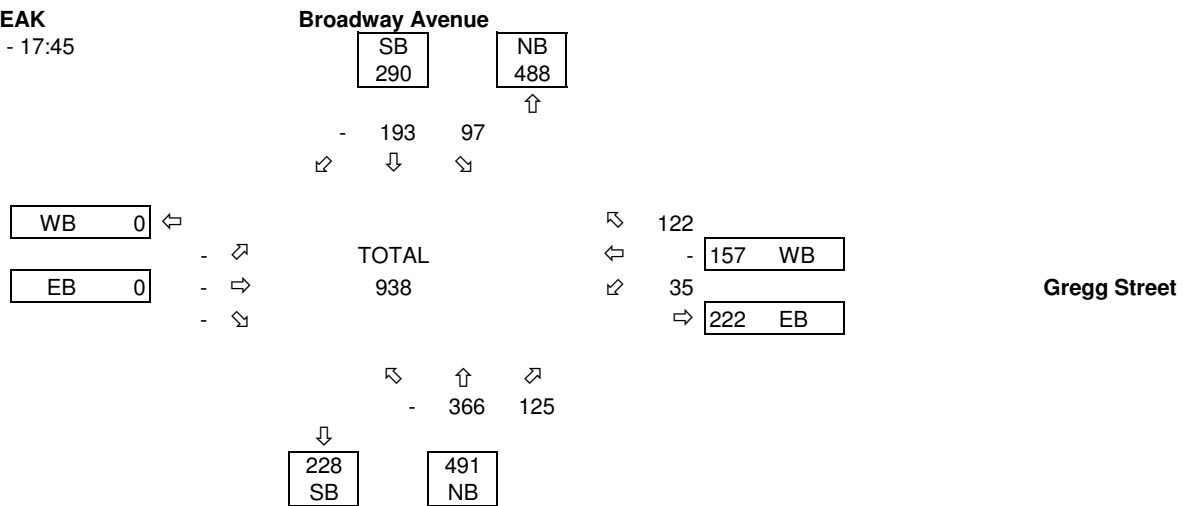 EAK Broadway Avenue
- 17:45 SB NB
290 488
⇧
- 193 97
⬃ ⇩ ⬂
WB 0 ⇦ ⬁ 122
- ⬀ TOTAL ⇦ - 157 WB
EB 0 - ⇨ 938 ⬃ 35 Gregg Street
- ⬂ ⇨ 222 EB
⬁ ⇧ ⬀
- 366 125
⇩
228 491
SB NB